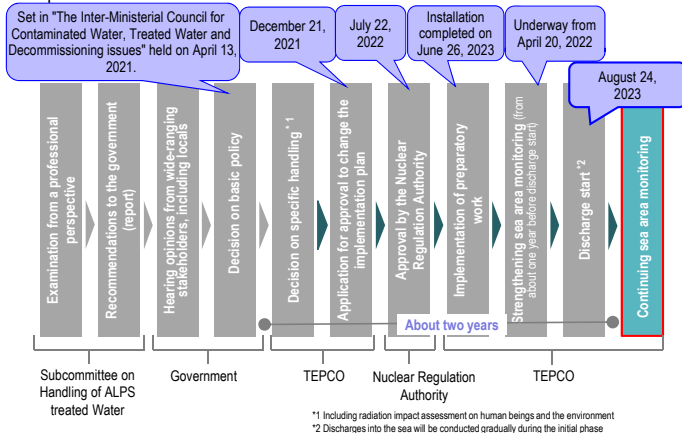 Set in "The Inter-Ministerial Council for
Contaminated Water, Treated Water and
Decommissioning issues" held on April 13,
2021.
December 21,
2021
July 22,
2022
Installation
completed on
June 26, 2023
Underway from
April 20, 2022
August 24,
2023
Examination from a professional
perspective
Recommendations to the government
(report)
Hearing opinions from wide-ranging
stakeholders, including locals
Decision on basic policy
Decision on specific handling*1
Application for approval to change the
implementation plan
Approval by the Nuclear
Regulation Authority
Implementation of preparatory
work
Strengthening sea area monitoring (from
about one year before discharge start)
Discharge start *2
Continuing sea area monitoring
About two years
Subcommittee on
Handling of ALPS
treated Water
Government
TEPCO
Nuclear Regulation
Authority
TEPCO
*1 Including radiation impact assessment on human beings and the environment
*2 Discharges into the sea will be conducted gradually during the initial phase